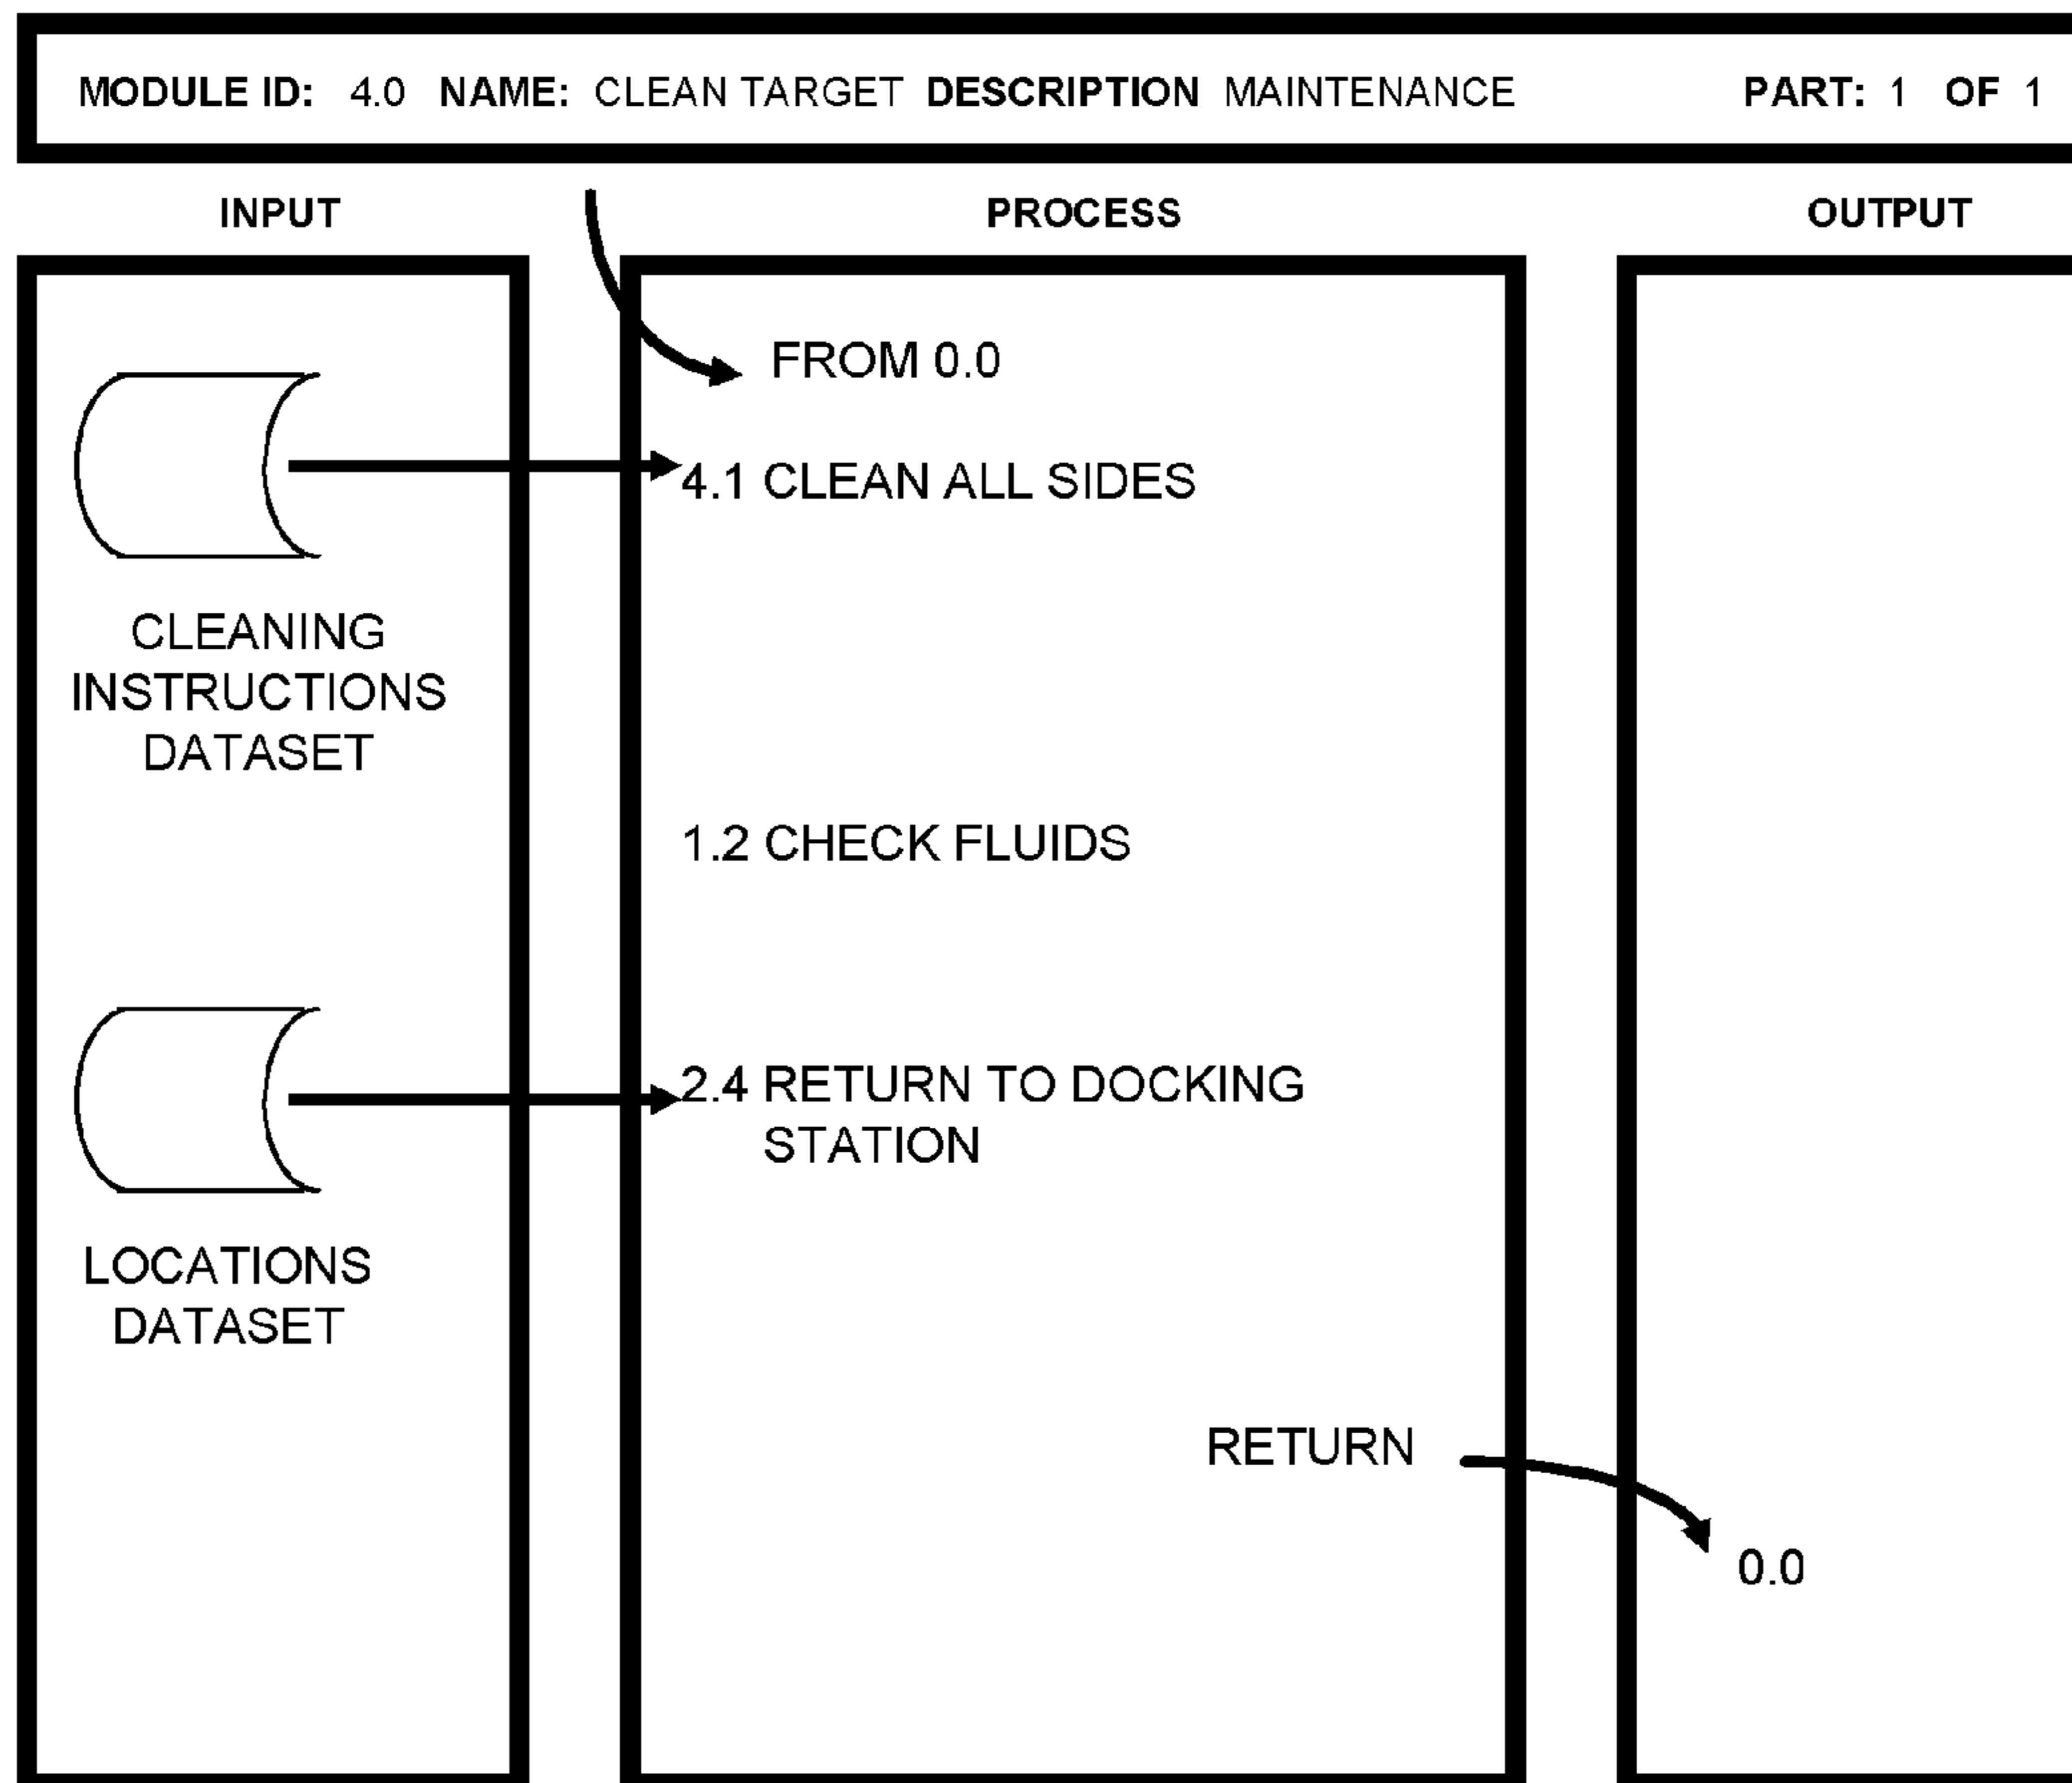 MODULE ID: 4.0 NAME: CLEAN TARGET DESCRIPTION MAINTENANCE PART: 1 OF 1
INPUT
PROCESS
OUTPUT
FROM 0.0
4.1 CLEAN ALL SIDES
CLEANING
INSTRUCTIONS
DATASET
1.2 CHECK FLUIDS
2.4 RETURN TO DOCKING
STATION
LOCATIONS
DATASET
RETURN
0.0